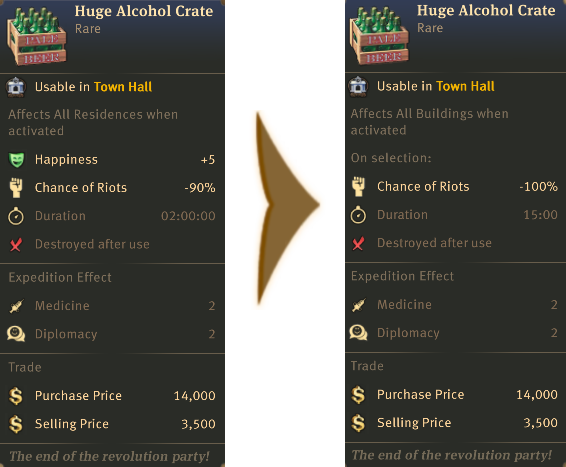 Huge Alcohol Crate
Rare
PALE
BEER
Usable in Town Hall
Affects All Residences when
activated
Happiness +5
Chance of Riots -90%
Duration 02:00:00
Destroyed after use
Expedition Effect
Medicine 2
Diplomacy 2
Trade
Purchase Price 14,000
Selling Price 3,500
The end of the revolution party!
Huge Alcohol Crate
Rare
PALE
BEER
Usable in Town Hall
Affects All Buildings when
activated
On selection:
Chance of Riots -100%
Duration 15:00
Destroyed after use
Expedition Effect
Medicine 2
Diplomacy 2
Trade
Purchase Price 14,000
Selling Price 3,500
The end of the revolution party!